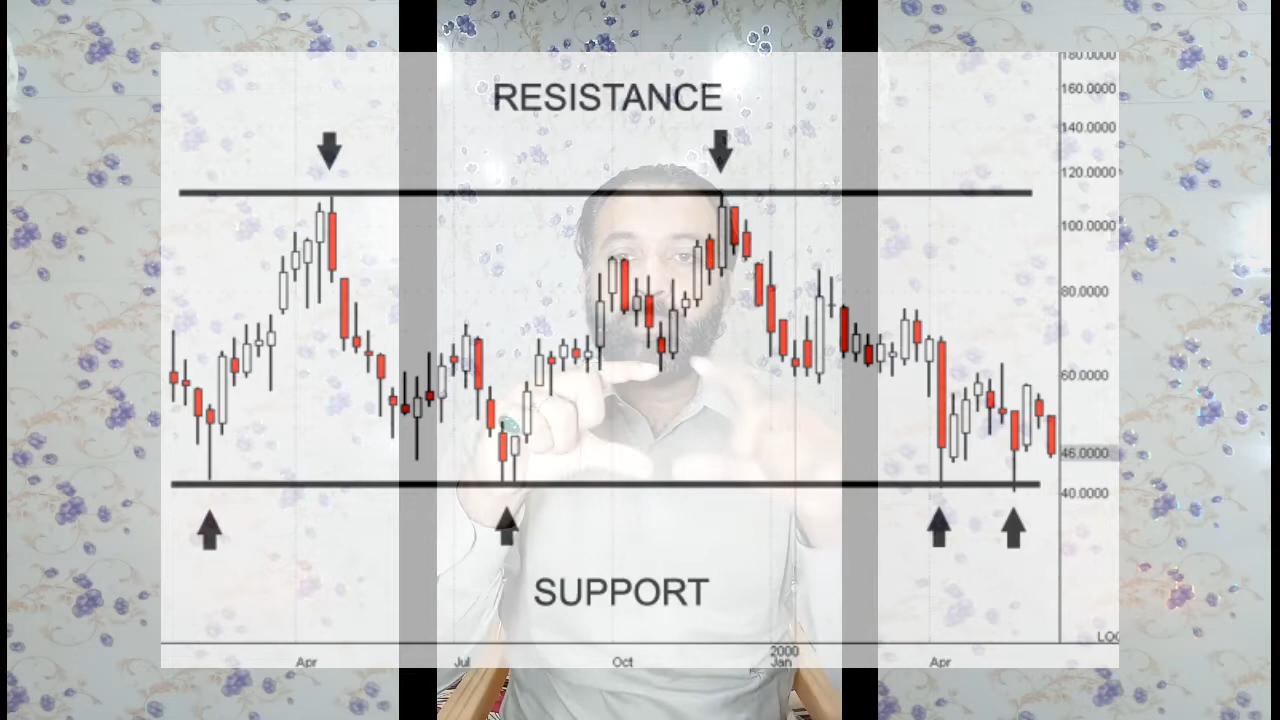 RESISTANCE
180.0000
160.0000
140.0000
120.0000
100.0000
80.0000
60.0000
46.0000
40.0000
SUPPORT
Apr
Jul
Oct
2000
Jan
Apr